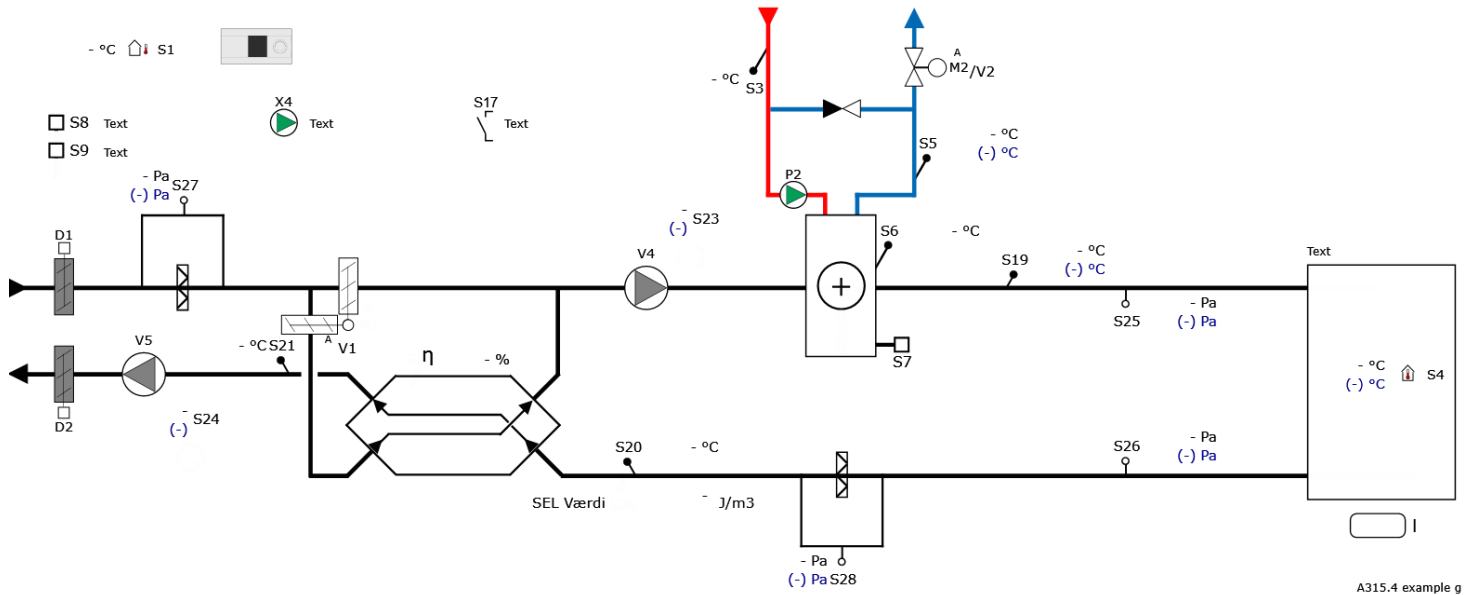 - °C S1
S8 Text
S9 Text
X4
Text
S17
Text
- °C S3
A
M2/V2
S5
- °C
(-) °C
P2
- Pa
(-) Pa
S27
D1
-
(-)
S23
V4
S6
- °C
S19
- °C
(-) °C
Text
- Pa
(-) Pa
S25
A
V1
V5
- °C S21
η
- %
S7
- °C
(-) °C
S4
D2
-
(-)
S24
S20
- °C
S26
- Pa
(-) Pa
SEL Værdi
- J/m3
- Pa
(-) Pa
S28
I
A315.4 example g